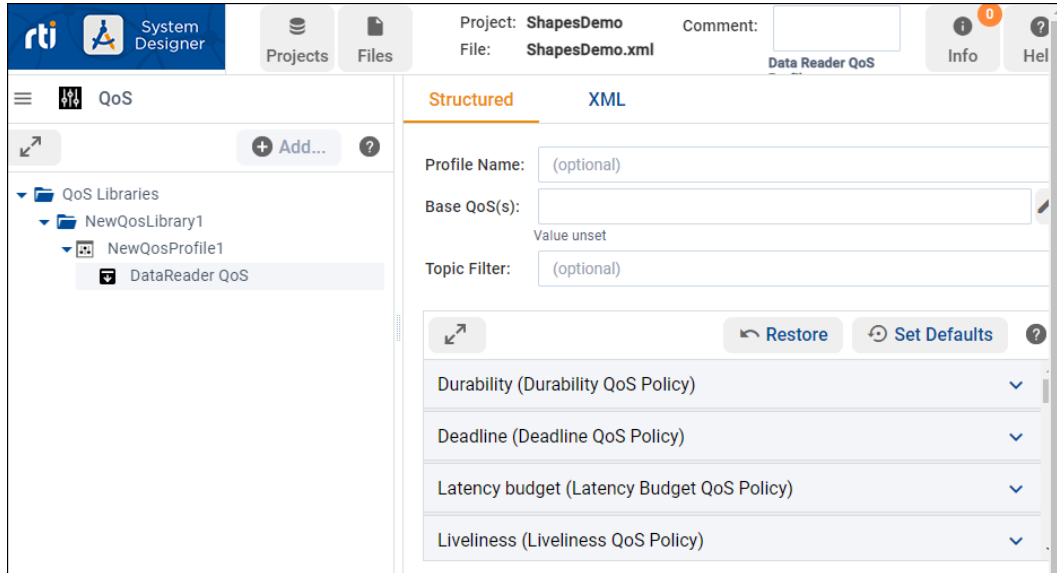 rti System Designer
Projects
Files
Project: ShapesDemo
File: ShapesDemo.xml
Comment:
Data Reader QoS
0
Info
Hel
QoS
Add...
QoS Libraries
NewQosLibrary1
NewQosProfile1
DataReader QoS
Structured XML
Profile Name: (optional)
Base QoS(s):
Value unset
Topic Filter: (optional)
Restore Set Defaults
Durability (Durability QoS Policy)
Deadline (Deadline QoS Policy)
Latency budget (Latency Budget QoS Policy)
Liveliness (Liveliness QoS Policy)